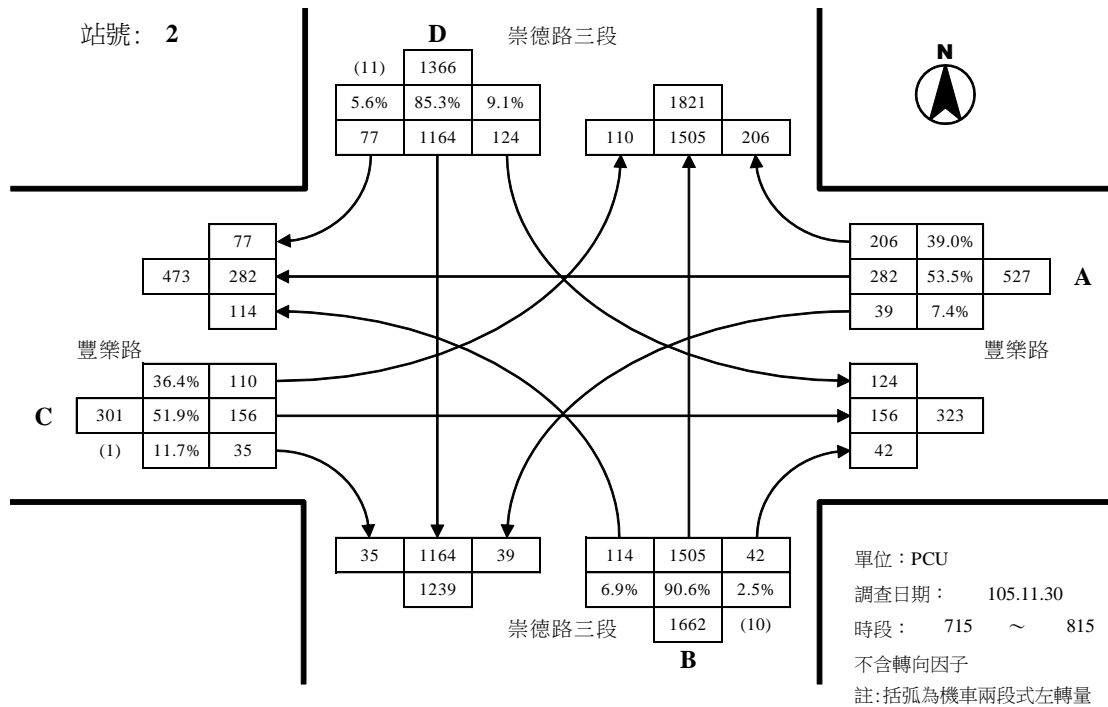 站號: 2
D 崇德路三段
N
(11) 1366
5.6% 85.3% 9.1%
77 1164 124
1821
110 1505 206
77
473 282
114
206 39.0%
282 53.5% 527 A
39 7.4%
豐樂路
豐樂路
36.4% 110
C 301 51.9% 156
(1) 11.7% 35
124
156 323
42
35 1164 39
1239
114 1505 42
6.9% 90.6% 2.5%
1662 (10)
崇德路三段
B
單位：PCU
調查日期： 105.11.30
時段： 715 ～ 815
不含轉向因子
註:括弧為機車兩段式左轉量